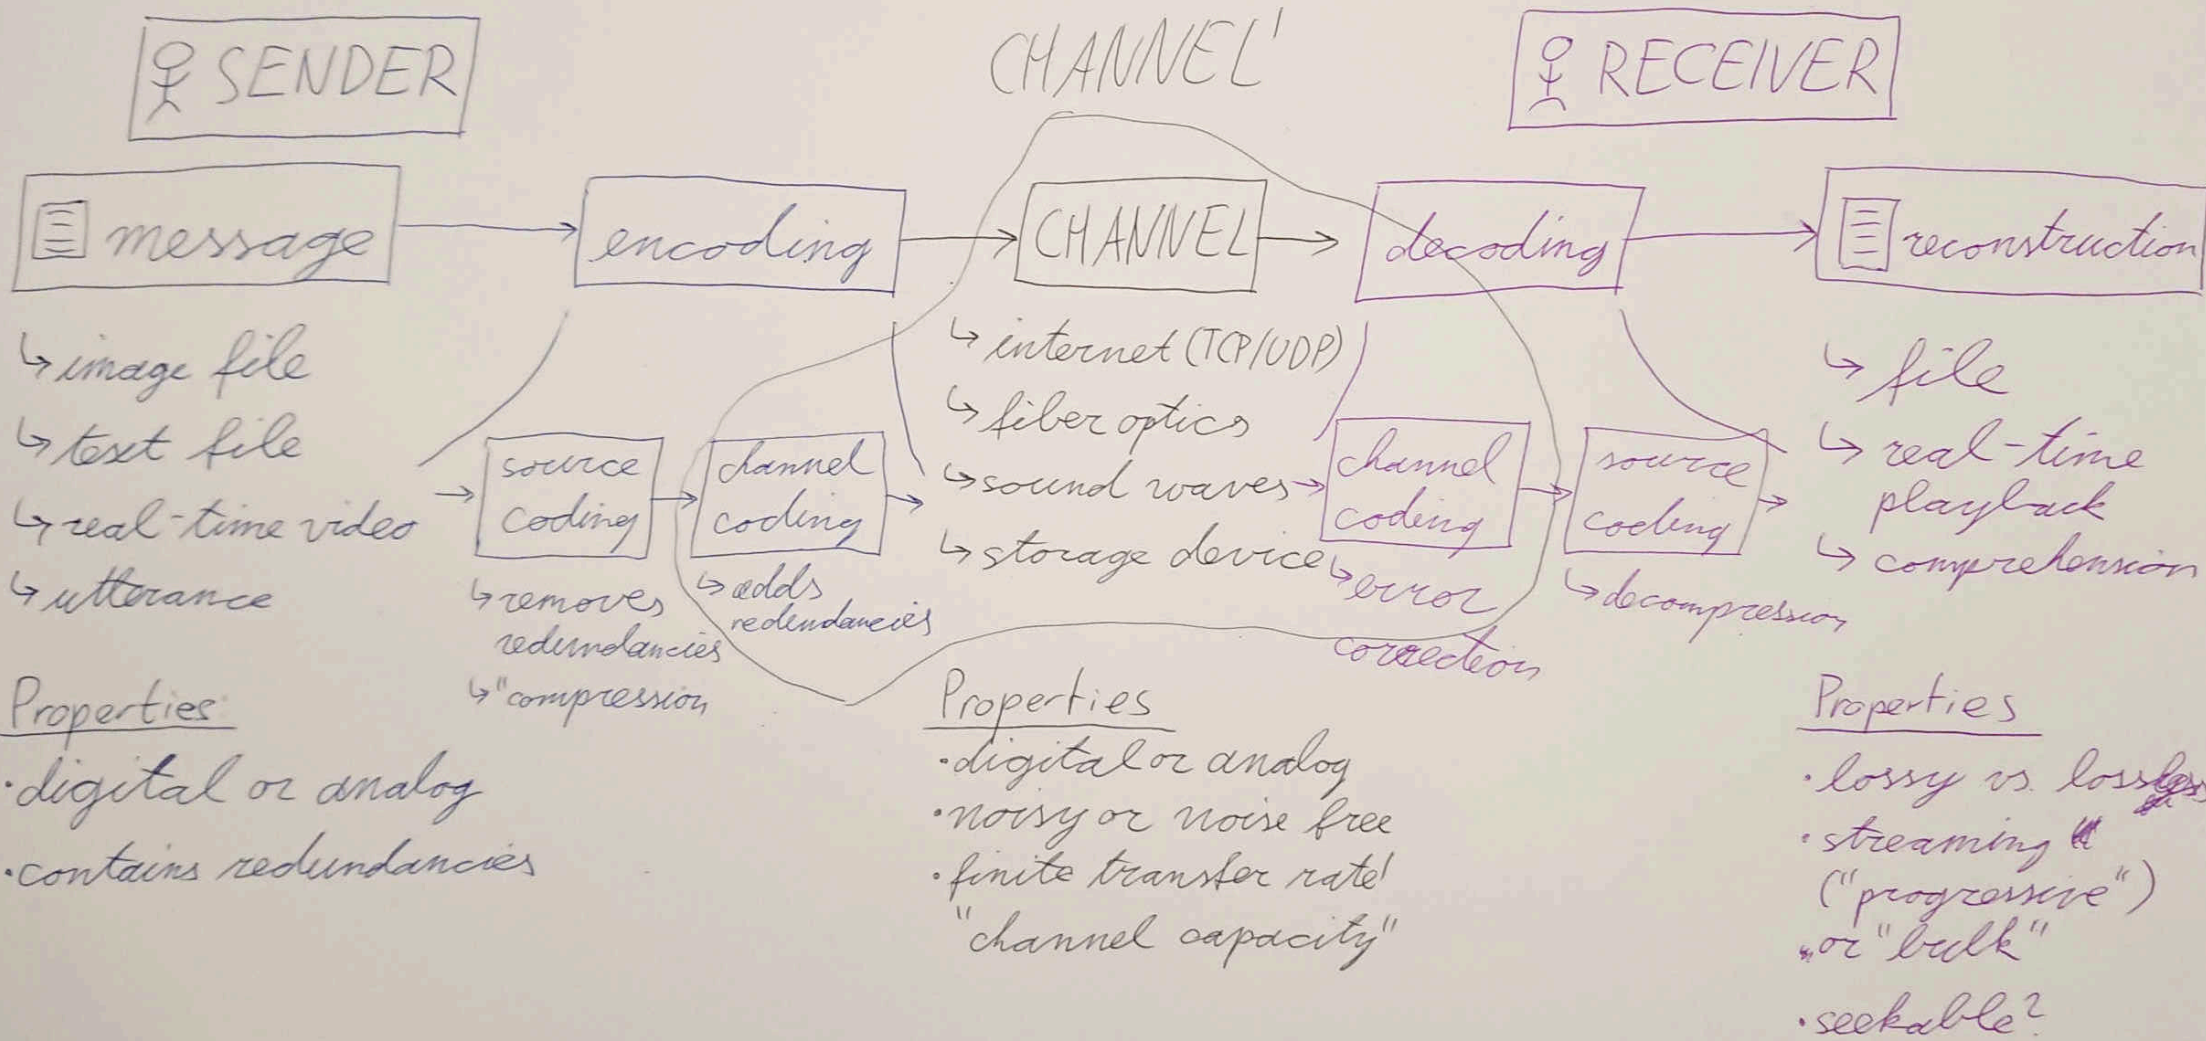 SENDER
CHANNEL'
RECEIVER
message
encoding
CHANNEL
decoding
reconstruction
↳ image file
↳ text file
↳ real-time video
↳ utterance
source
coding
↳ removes
redundancies
↳ "compression
channel
coding
↳ adds
redundancies
↳ internet (TCP/UDP)
↳ fiber optics
↳ sound waves
↳ storage device
channel
coding
↳ error
correction
source
coding
↳ decompression
↳ file
↳ real-time
playback
↳ comprehension
Properties
· digital or analog
· contains redundancies
Properties
· digital or analog
· noisy or noise free
· finite transfer rate
"channel capacity"
Properties
· lossy vs. lossless
· streaming
("progressive")
or "bulk"
· seekable?